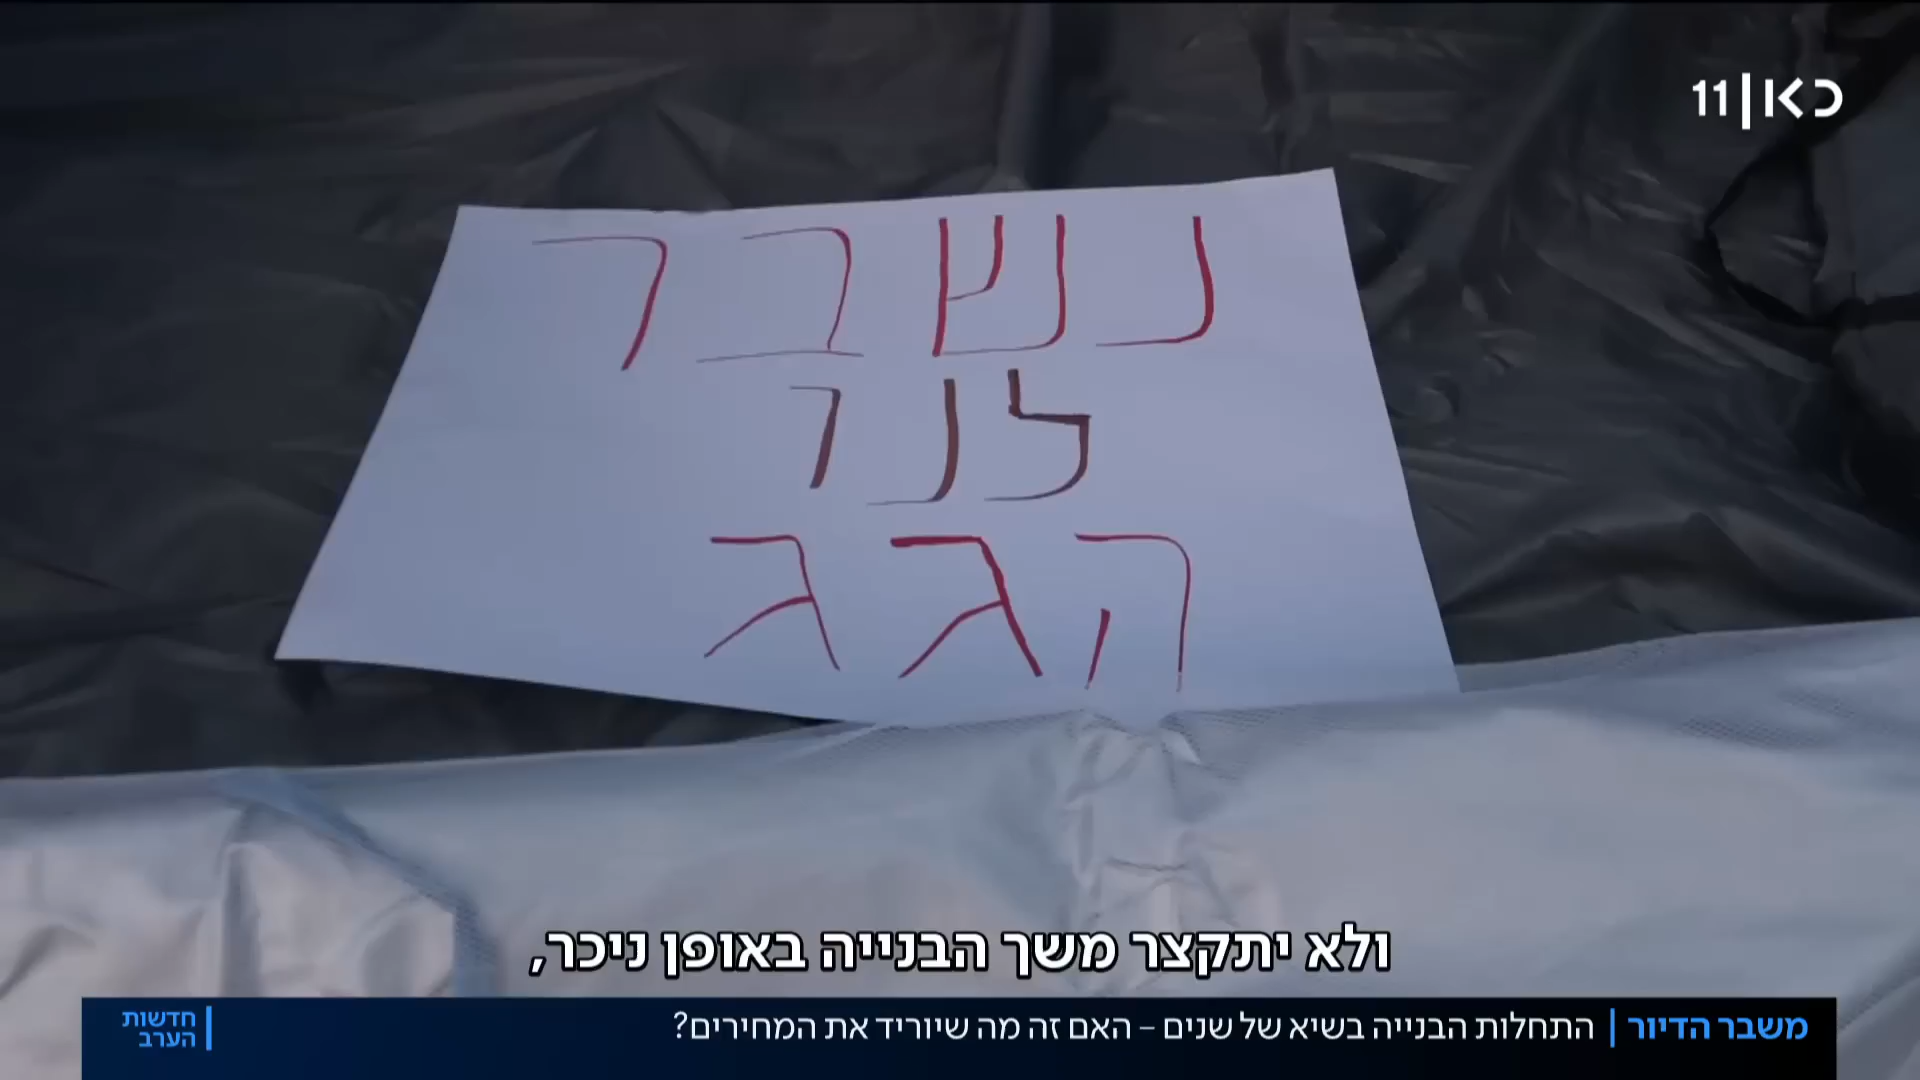 כאן 11
נשבר
לנו
הגג
ולא יתקצר משך הבנייה באופן ניכר,
משבר הדיור | התחלות הבנייה בשיא של שנים – האם זה מה שיוריד את המחירים?
חדשות
הערב